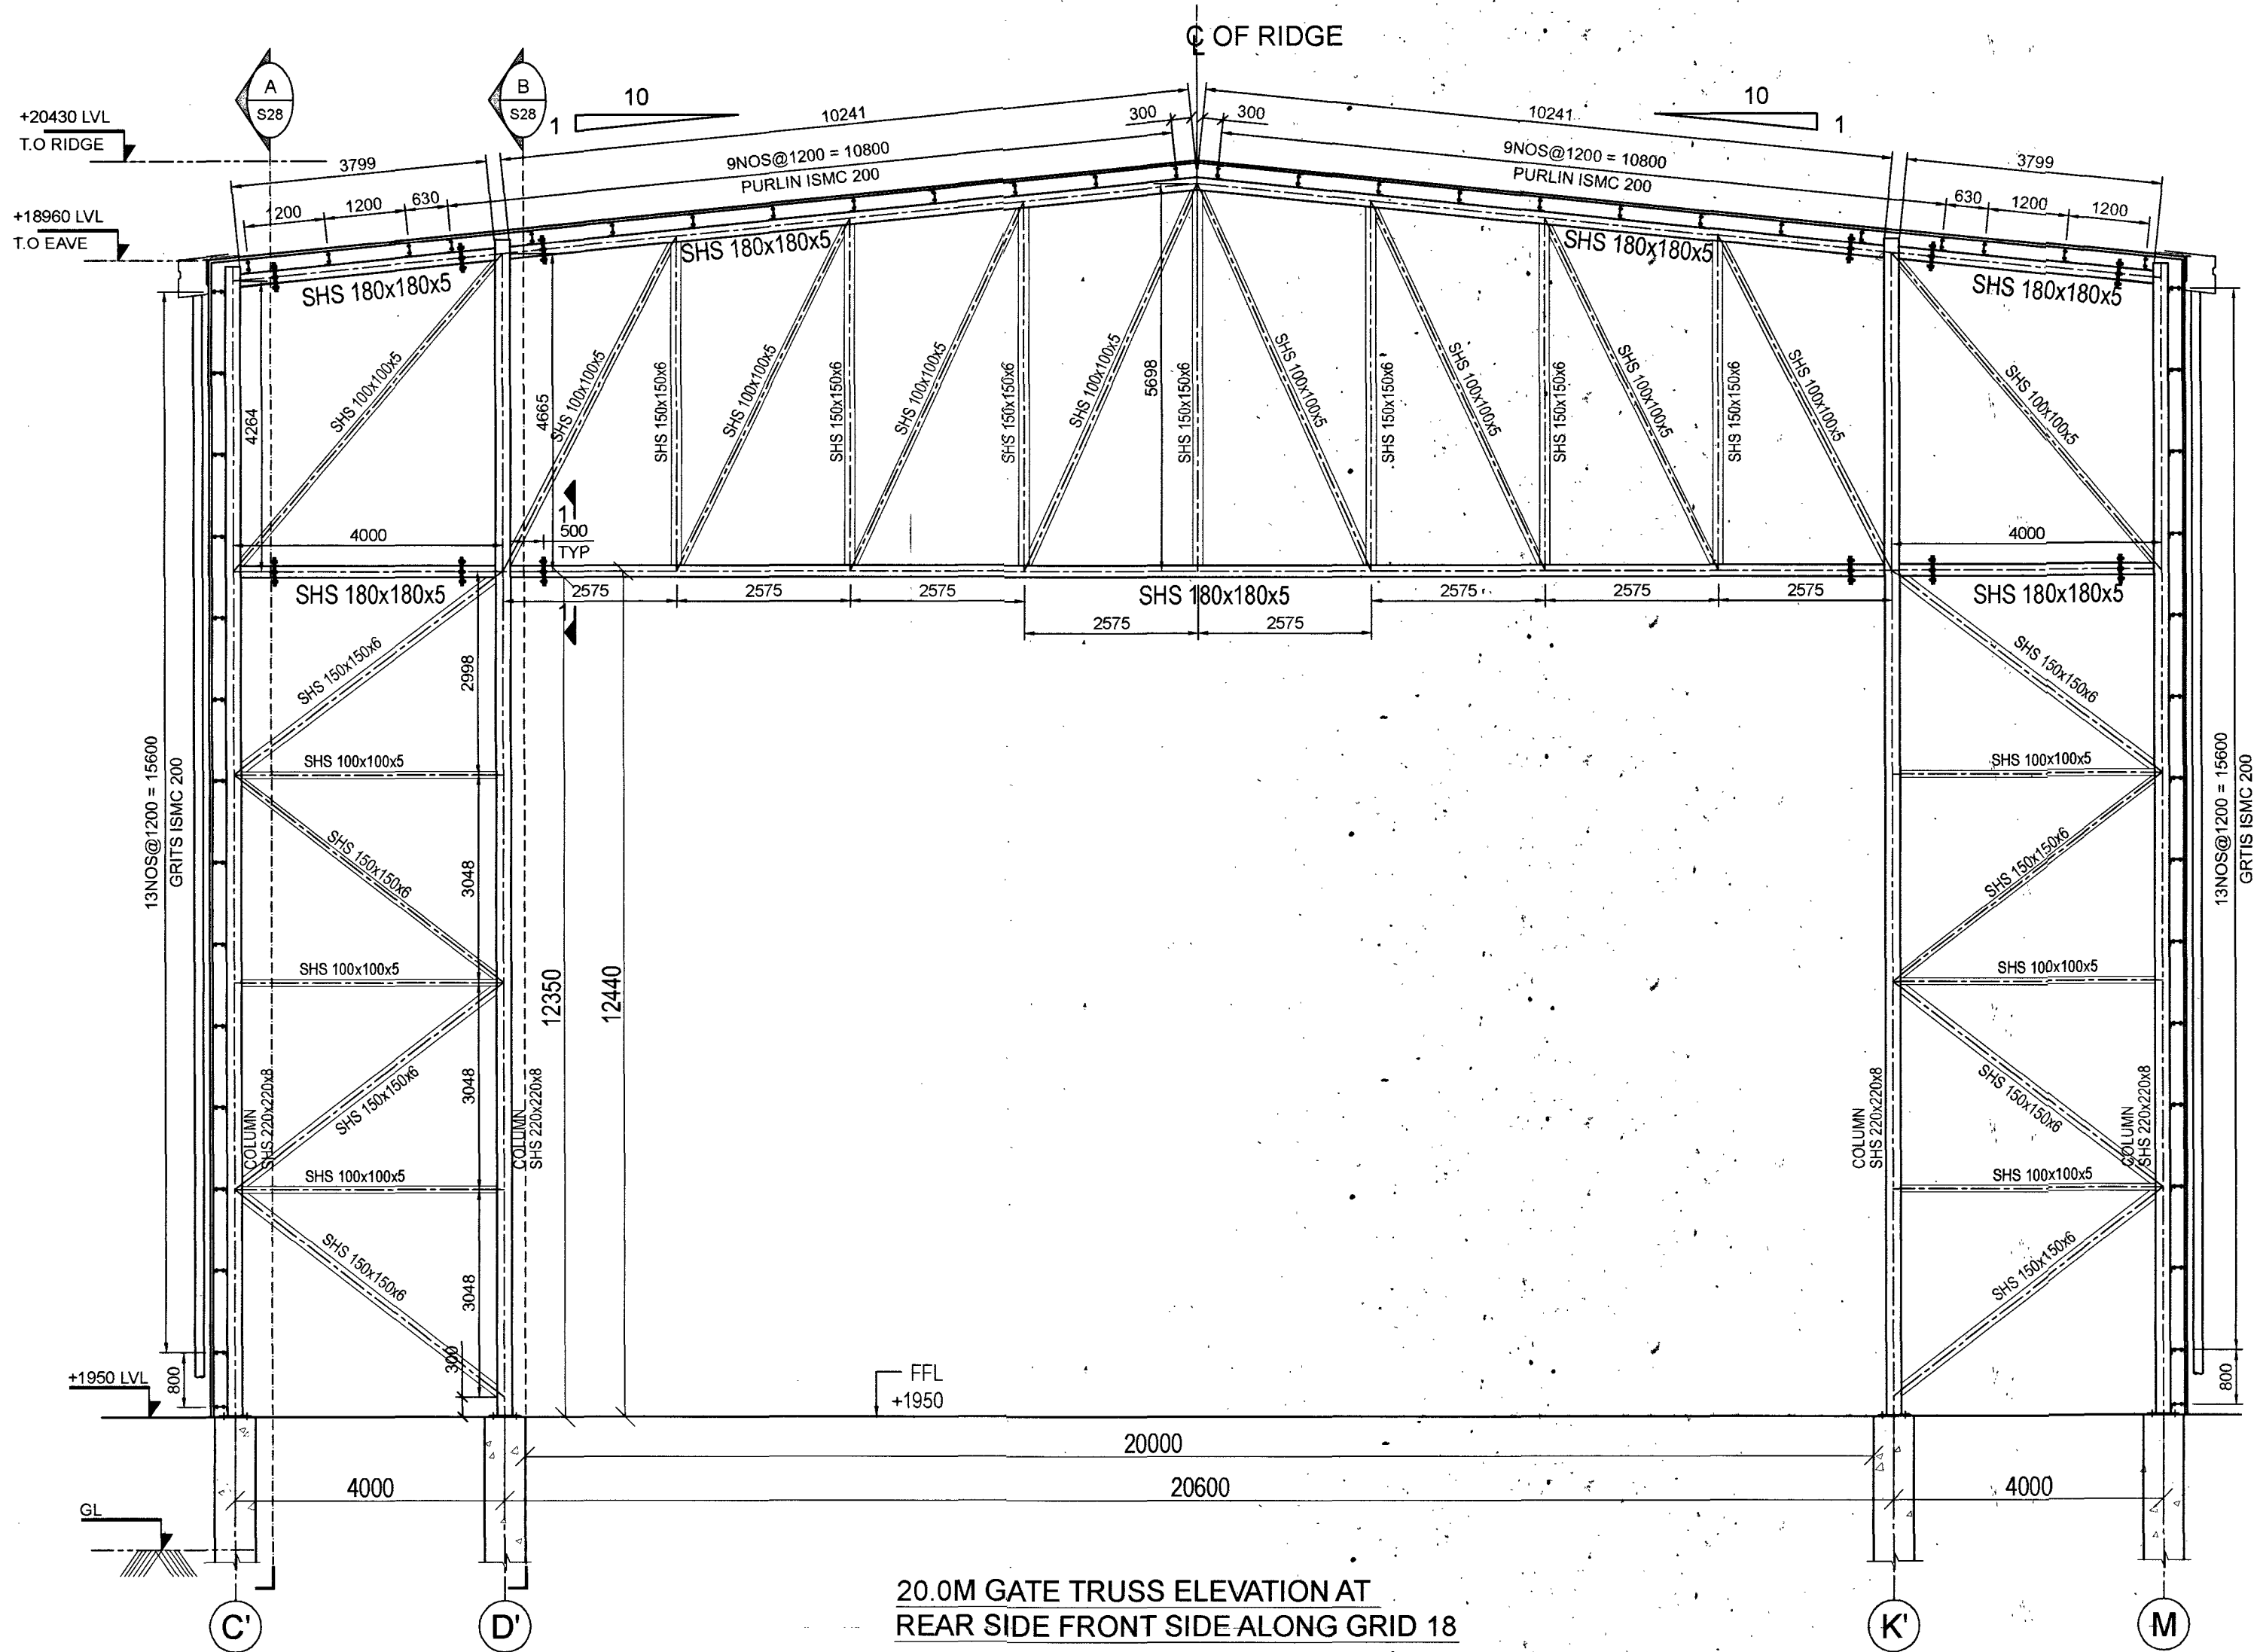 ℄ OF RIDGE
A
S28
B
S28
1
10
10
1
+20430 LVL
T.O RIDGE
3799
10241
300
300
10241
3799
9NOS@1200 = 10800
PURLIN ISMC 200
9NOS@1200 = 10800
PURLIN ISMC 200
1200
1200
630
630
1200
1200
+18960 LVL
T.O EAVE
SHS 180x180x5
SHS 180x180x5
SHS 180x180x5
SHS 180x180x5
4264
SHS 100x100x5
4665
SHS 100x100x5
SHS 150x150x6
SHS 100x100x5
SHS 150x150x6
SHS 100x100x5
SHS 150x150x6
SHS 100x100x5
5698
SHS 150x150x6
SHS 100x100x5
SHS 150x150x6
SHS 100x100x5
SHS 150x150x6
SHS 100x100x5
SHS 150x150x6
SHS 100x100x5
SHS 100x100x5
4000
1
500
TYP
4000
SHS 180x180x5
2575
2575
2575
SHS 180x180x5
2575
2575
2575
SHS 180x180x5
1
2575
2575
SHS 150x150x6
2998
SHS 150x150x6
SHS 100x100x5
SHS 100x100x5
13NOS@1200 = 15600
GRITS ISMC 200
13NOS@1200 = 15600
GRTIS ISMC 200
SHS 150x150x6
3048
SHS 150x150x6
SHS 100x100x5
SHS 100x100x5
12350
12440
SHS 150x150x6
3048
SHS 150x150x6
COLUMN
SHS 220x220x8
COLUMN
SHS 220x220x8
COLUMN
SHS 220x220x8
COLUMN
SHS 220x220x8
SHS 100x100x5
SHS 100x100x5
SHS 150x150x6
3048
SHS 150x150x6
300
800
800
+1950 LVL
FFL
+1950
20000
4000
20600
4000
GL
20.0M GATE TRUSS ELEVATION AT
REAR SIDE FRONT SIDE ALONG GRID 18
C'
D'
K'
M